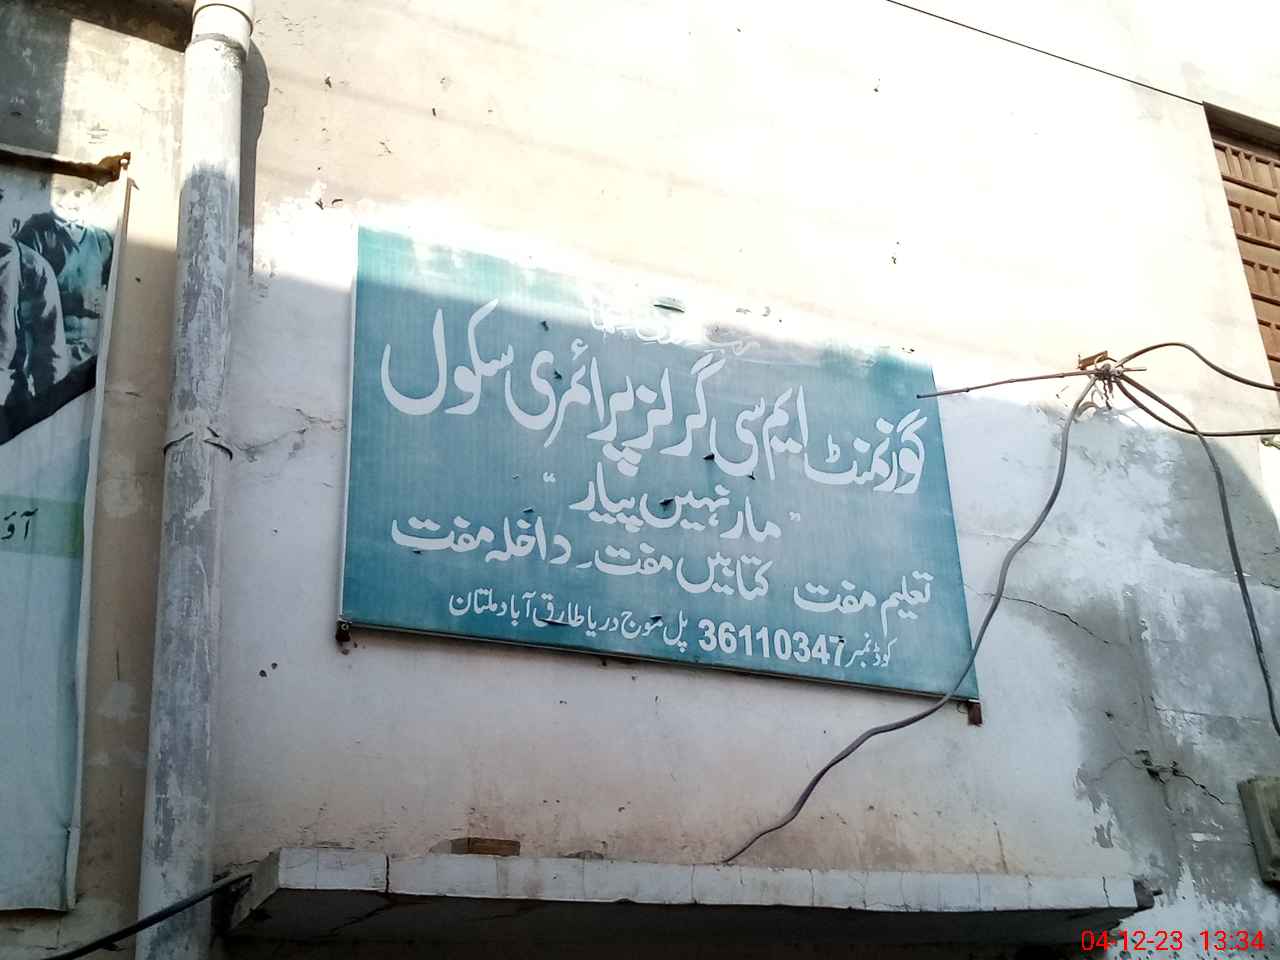 گورنمنٹ ایم سی گرلز پرائمری سکول
"مار نہیں پیار"
تعلیم مفت کتابیں مفت۔ داخلہ مفت
کوڈ نمبر 36110347 پل موج دریا طارق آباد ملتان
آؤ
04-12-23 13:34